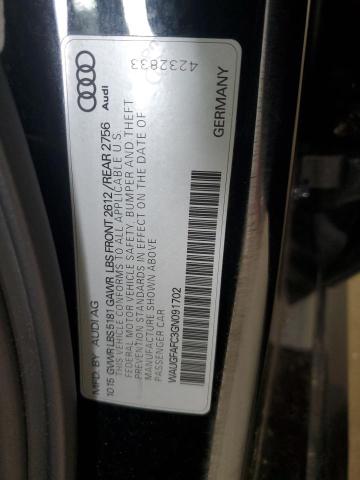 MFD. BY AUDI AG
10 15 GVWR LBS 5181 GAWR LBS FRONT 2612 / REAR 2756
THIS VEHICLE CONFORMS TO ALL APPLICABLE U.S.
FEDERAL MOTOR VEHICLE SAFETY, BUMPER AND THEFT
PREVENTION STANDARDS IN EFFECT ON THE DATE OF
MANUFACTURE SHOWN ABOVE
PASSENGER CAR
WAUGFAFC3GN091702
Audi
4232833
GERMANY